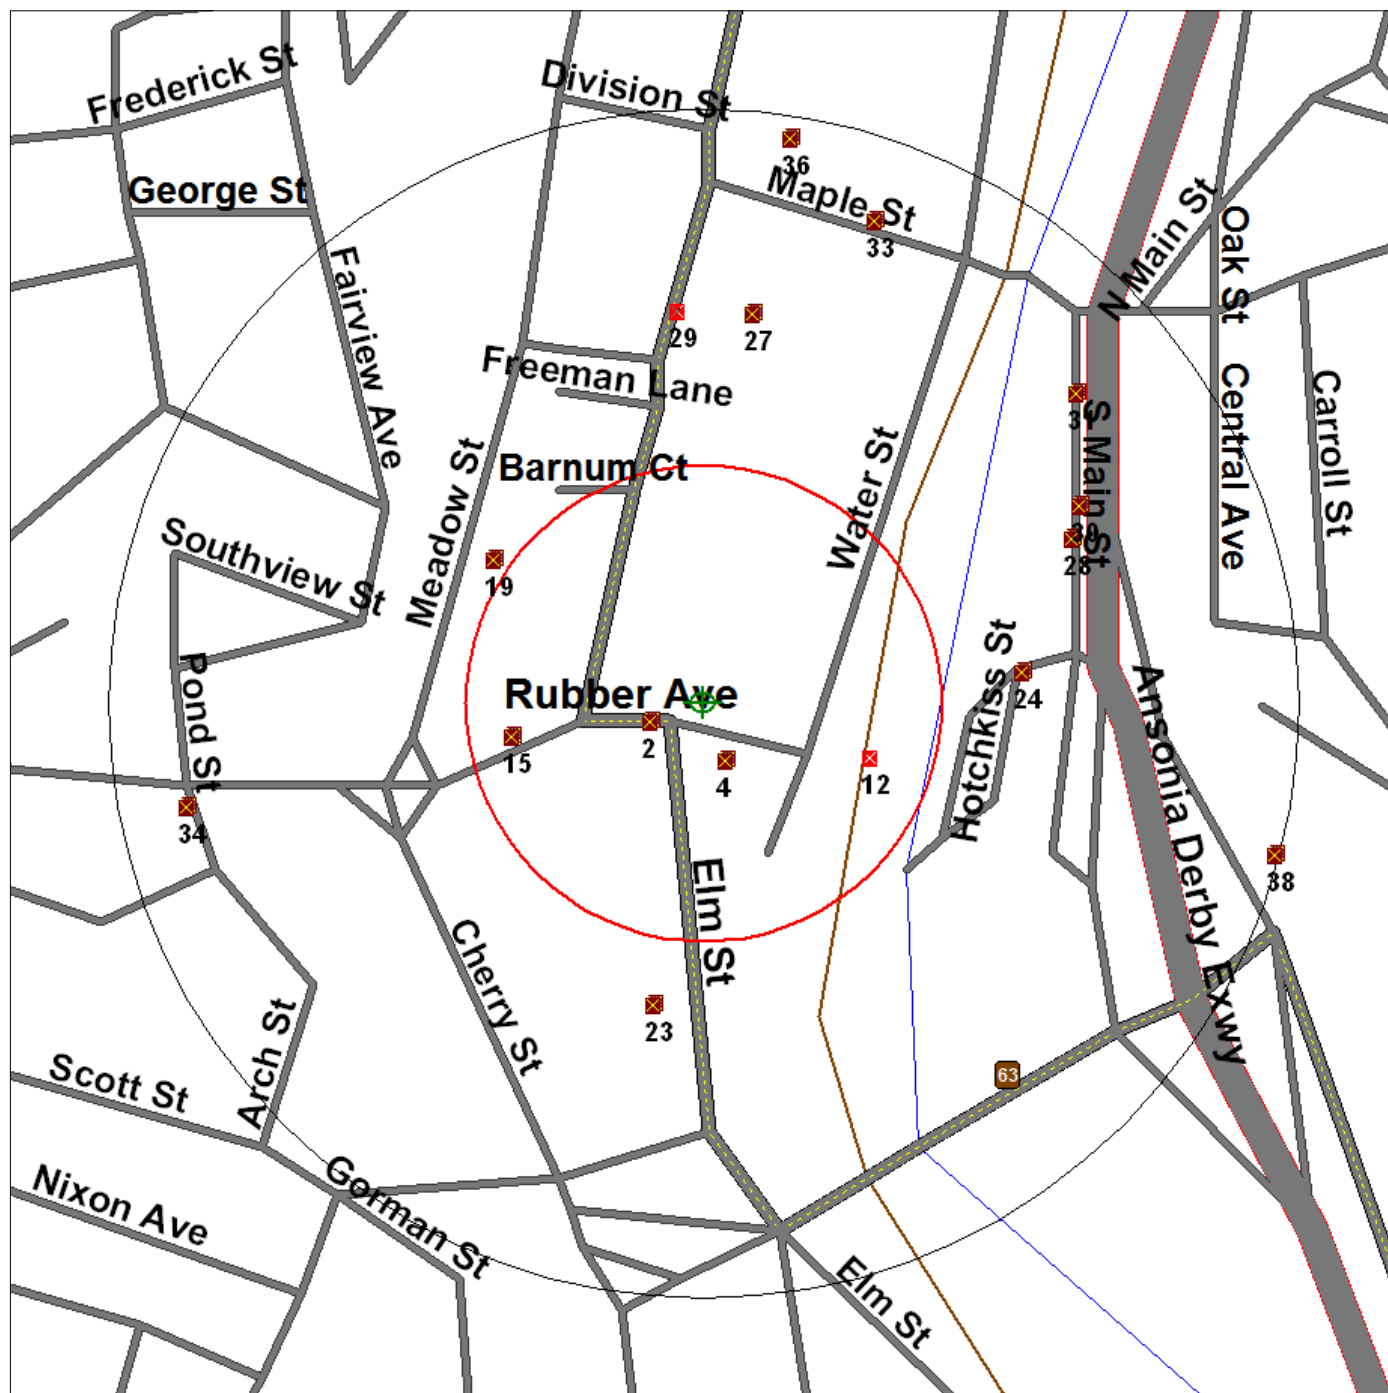 Frederick St
Division St
36
George St
Maple St
33
N Main St
Oak St
Fairview Ave
29
27
Freeman Lane
Central Ave
Carroll St
S Main St
Barnum Ct
Meadow St
Water St
Southview St
19
28
Hotchkiss St
24
Pond St
Rubber Ave
15
2
4
12
Ansonia Derby Exwy
34
38
Elm St
Cherry St
23
Arch St
63
Scott St
Gorman St
Nixon Ave
Elm St